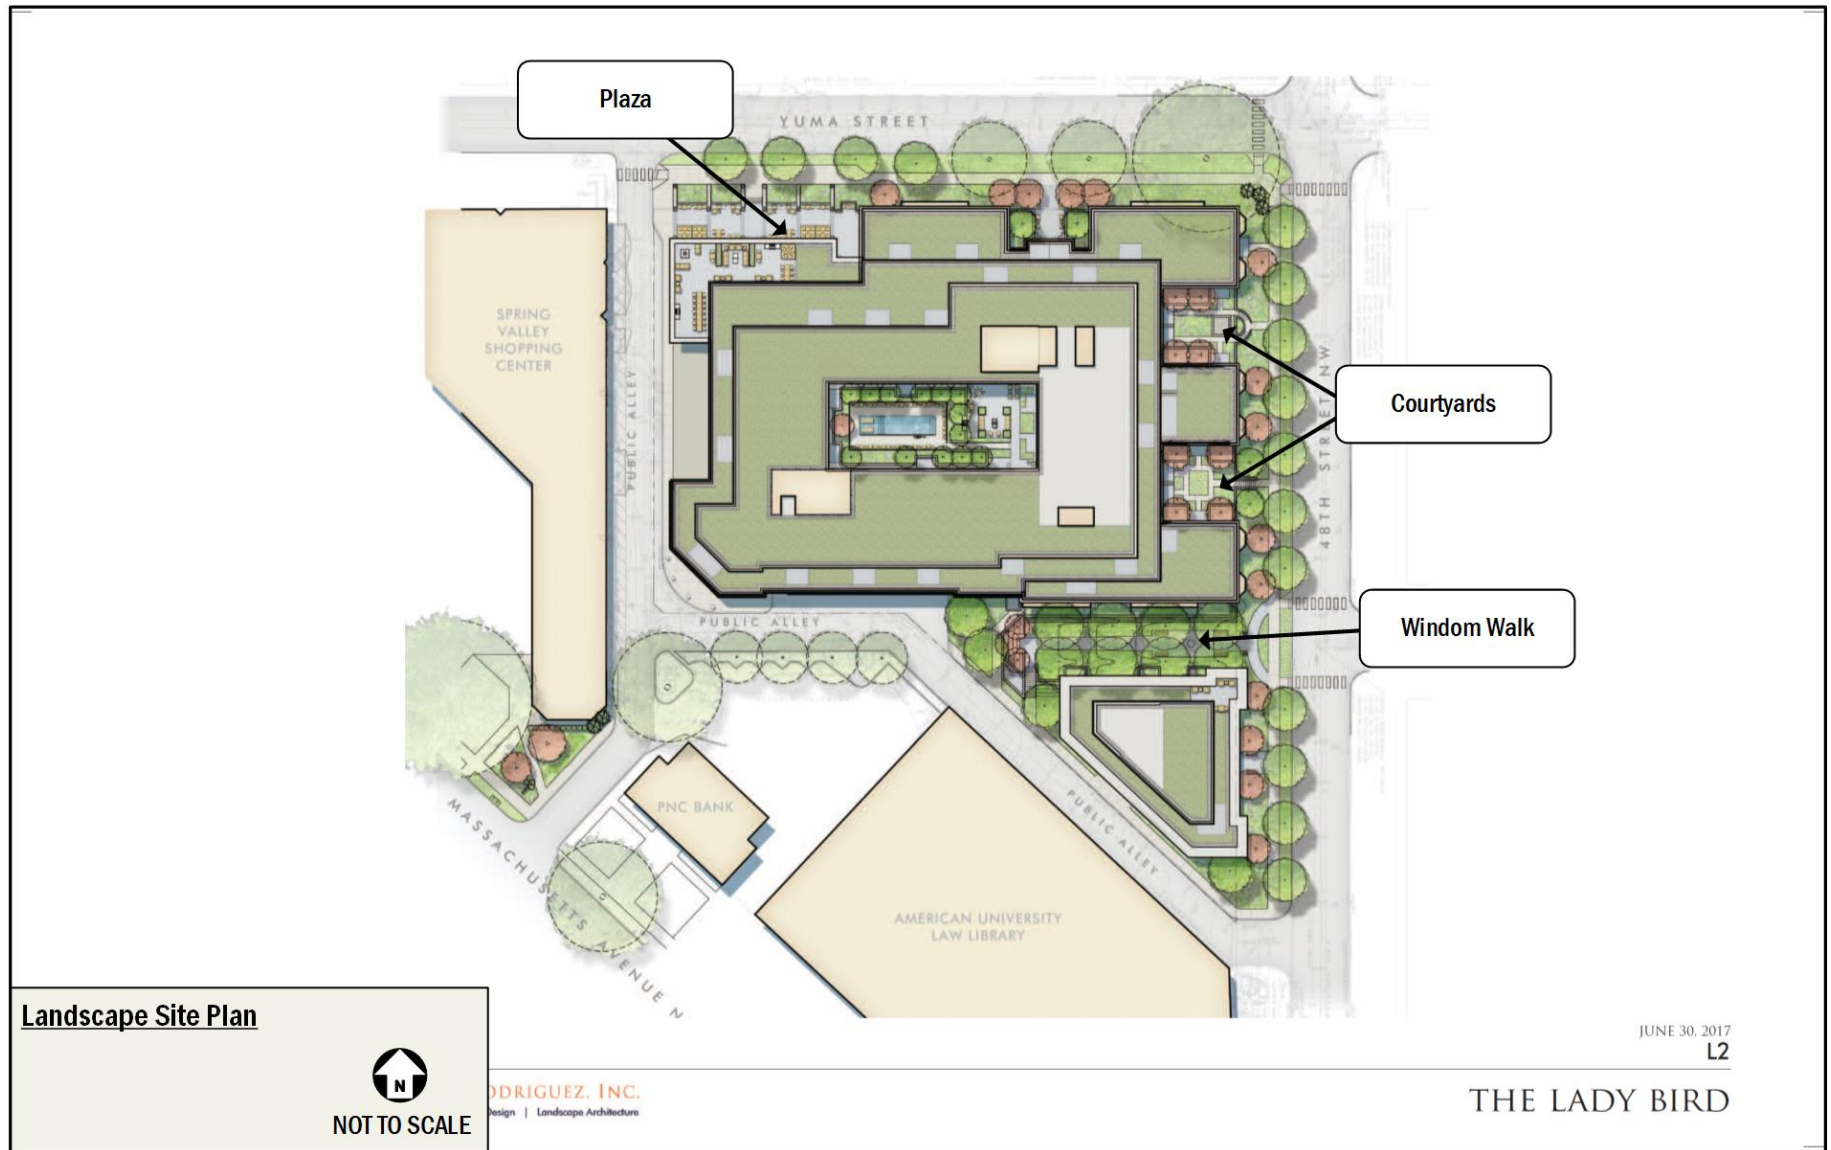 Plaza
YUMA STREET
SPRING
VALLEY
SHOPPING
CENTER
PUBLIC ALLEY
48TH STREET NW
Courtyards
Windom Walk
PUBLIC ALLEY
PNC BANK
PUBLIC ALLEY
MASSACHUSETTS AVENUE N
AMERICAN UNIVERSITY
LAW LIBRARY
Landscape Site Plan
N
NOT TO SCALE
ODRIGUEZ, INC.
Design | Landscape Architecture
JUNE 30, 2017
L2
THE LADY BIRD